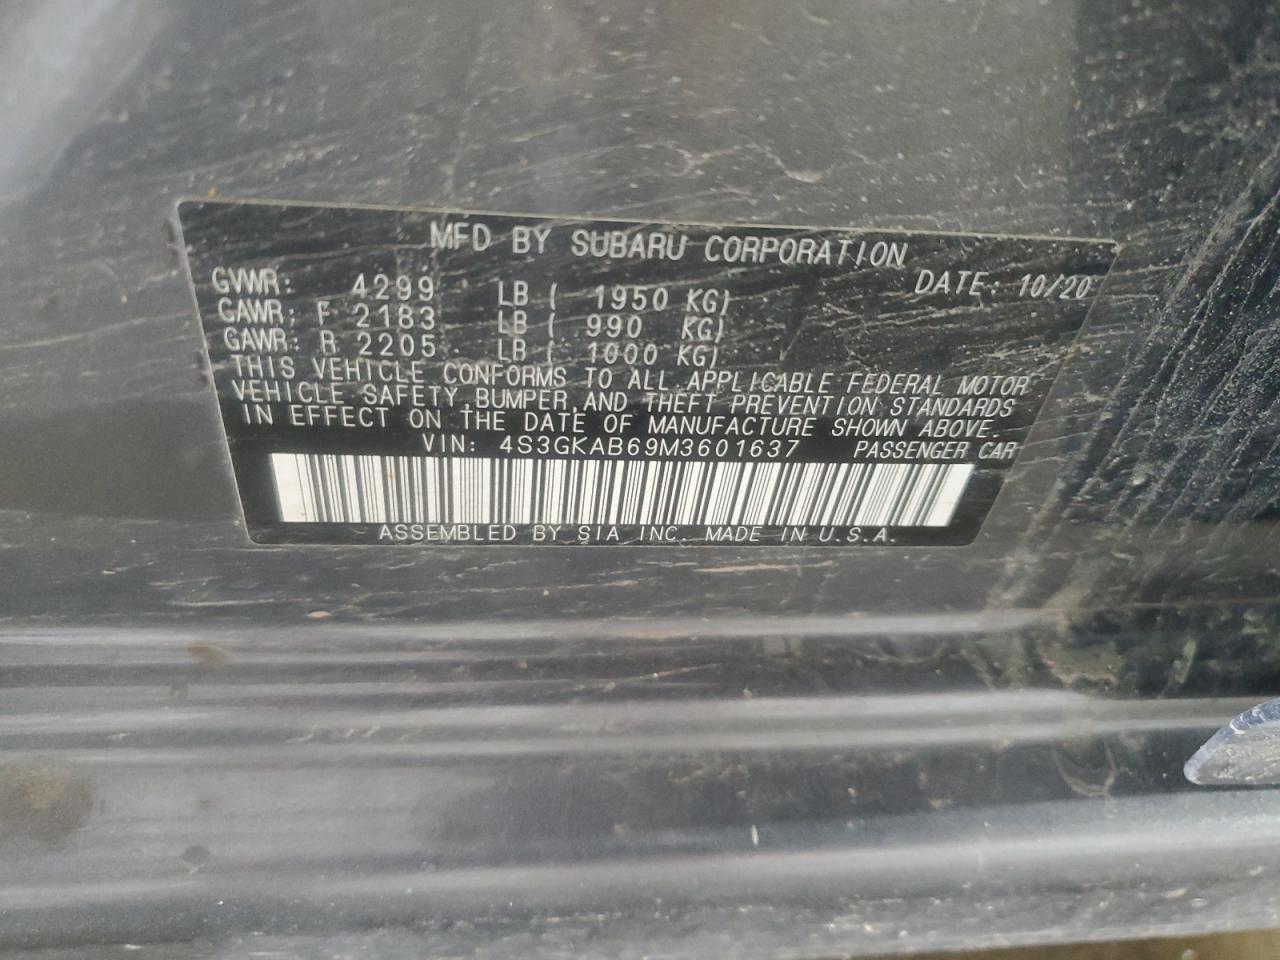 MFD BY SUBARU CORPORATION
GVWR: 4299 LB ( 1950 KG) DATE: 10/20
GAWR: F 2183 LB ( 990 KG)
GAWR: R 2205 LB ( 1000 KG)
THIS VEHICLE CONFORMS TO ALL APPLICABLE FEDERAL MOTOR
VEHICLE SAFETY, BUMPER, AND THEFT PREVENTION STANDARDS
IN EFFECT ON THE DATE OF MANUFACTURE SHOWN ABOVE.
VIN: 4S3GKAB69M3601637 PASSENGER CAR
ASSEMBLED BY SIA INC. MADE IN U.S.A.